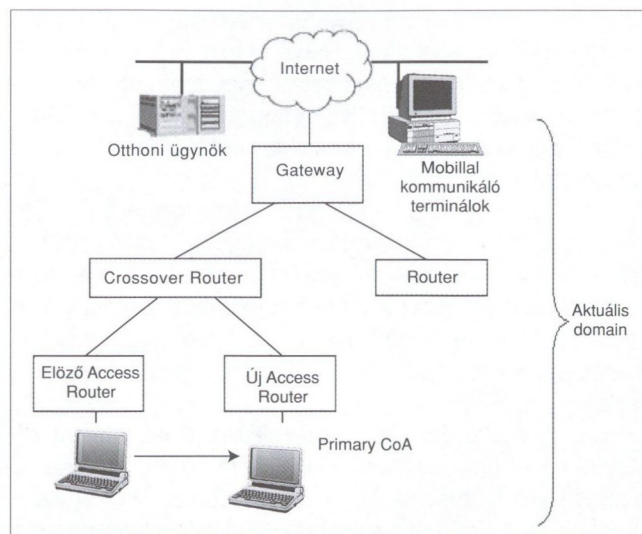 Internet
Otthoni ügynök
Mobillal
kommunikáló
terminálok
Gateway
Crossover Router
Router
Aktuális
domain
Előző Access
Router
Új Access
Router
Primary CoA